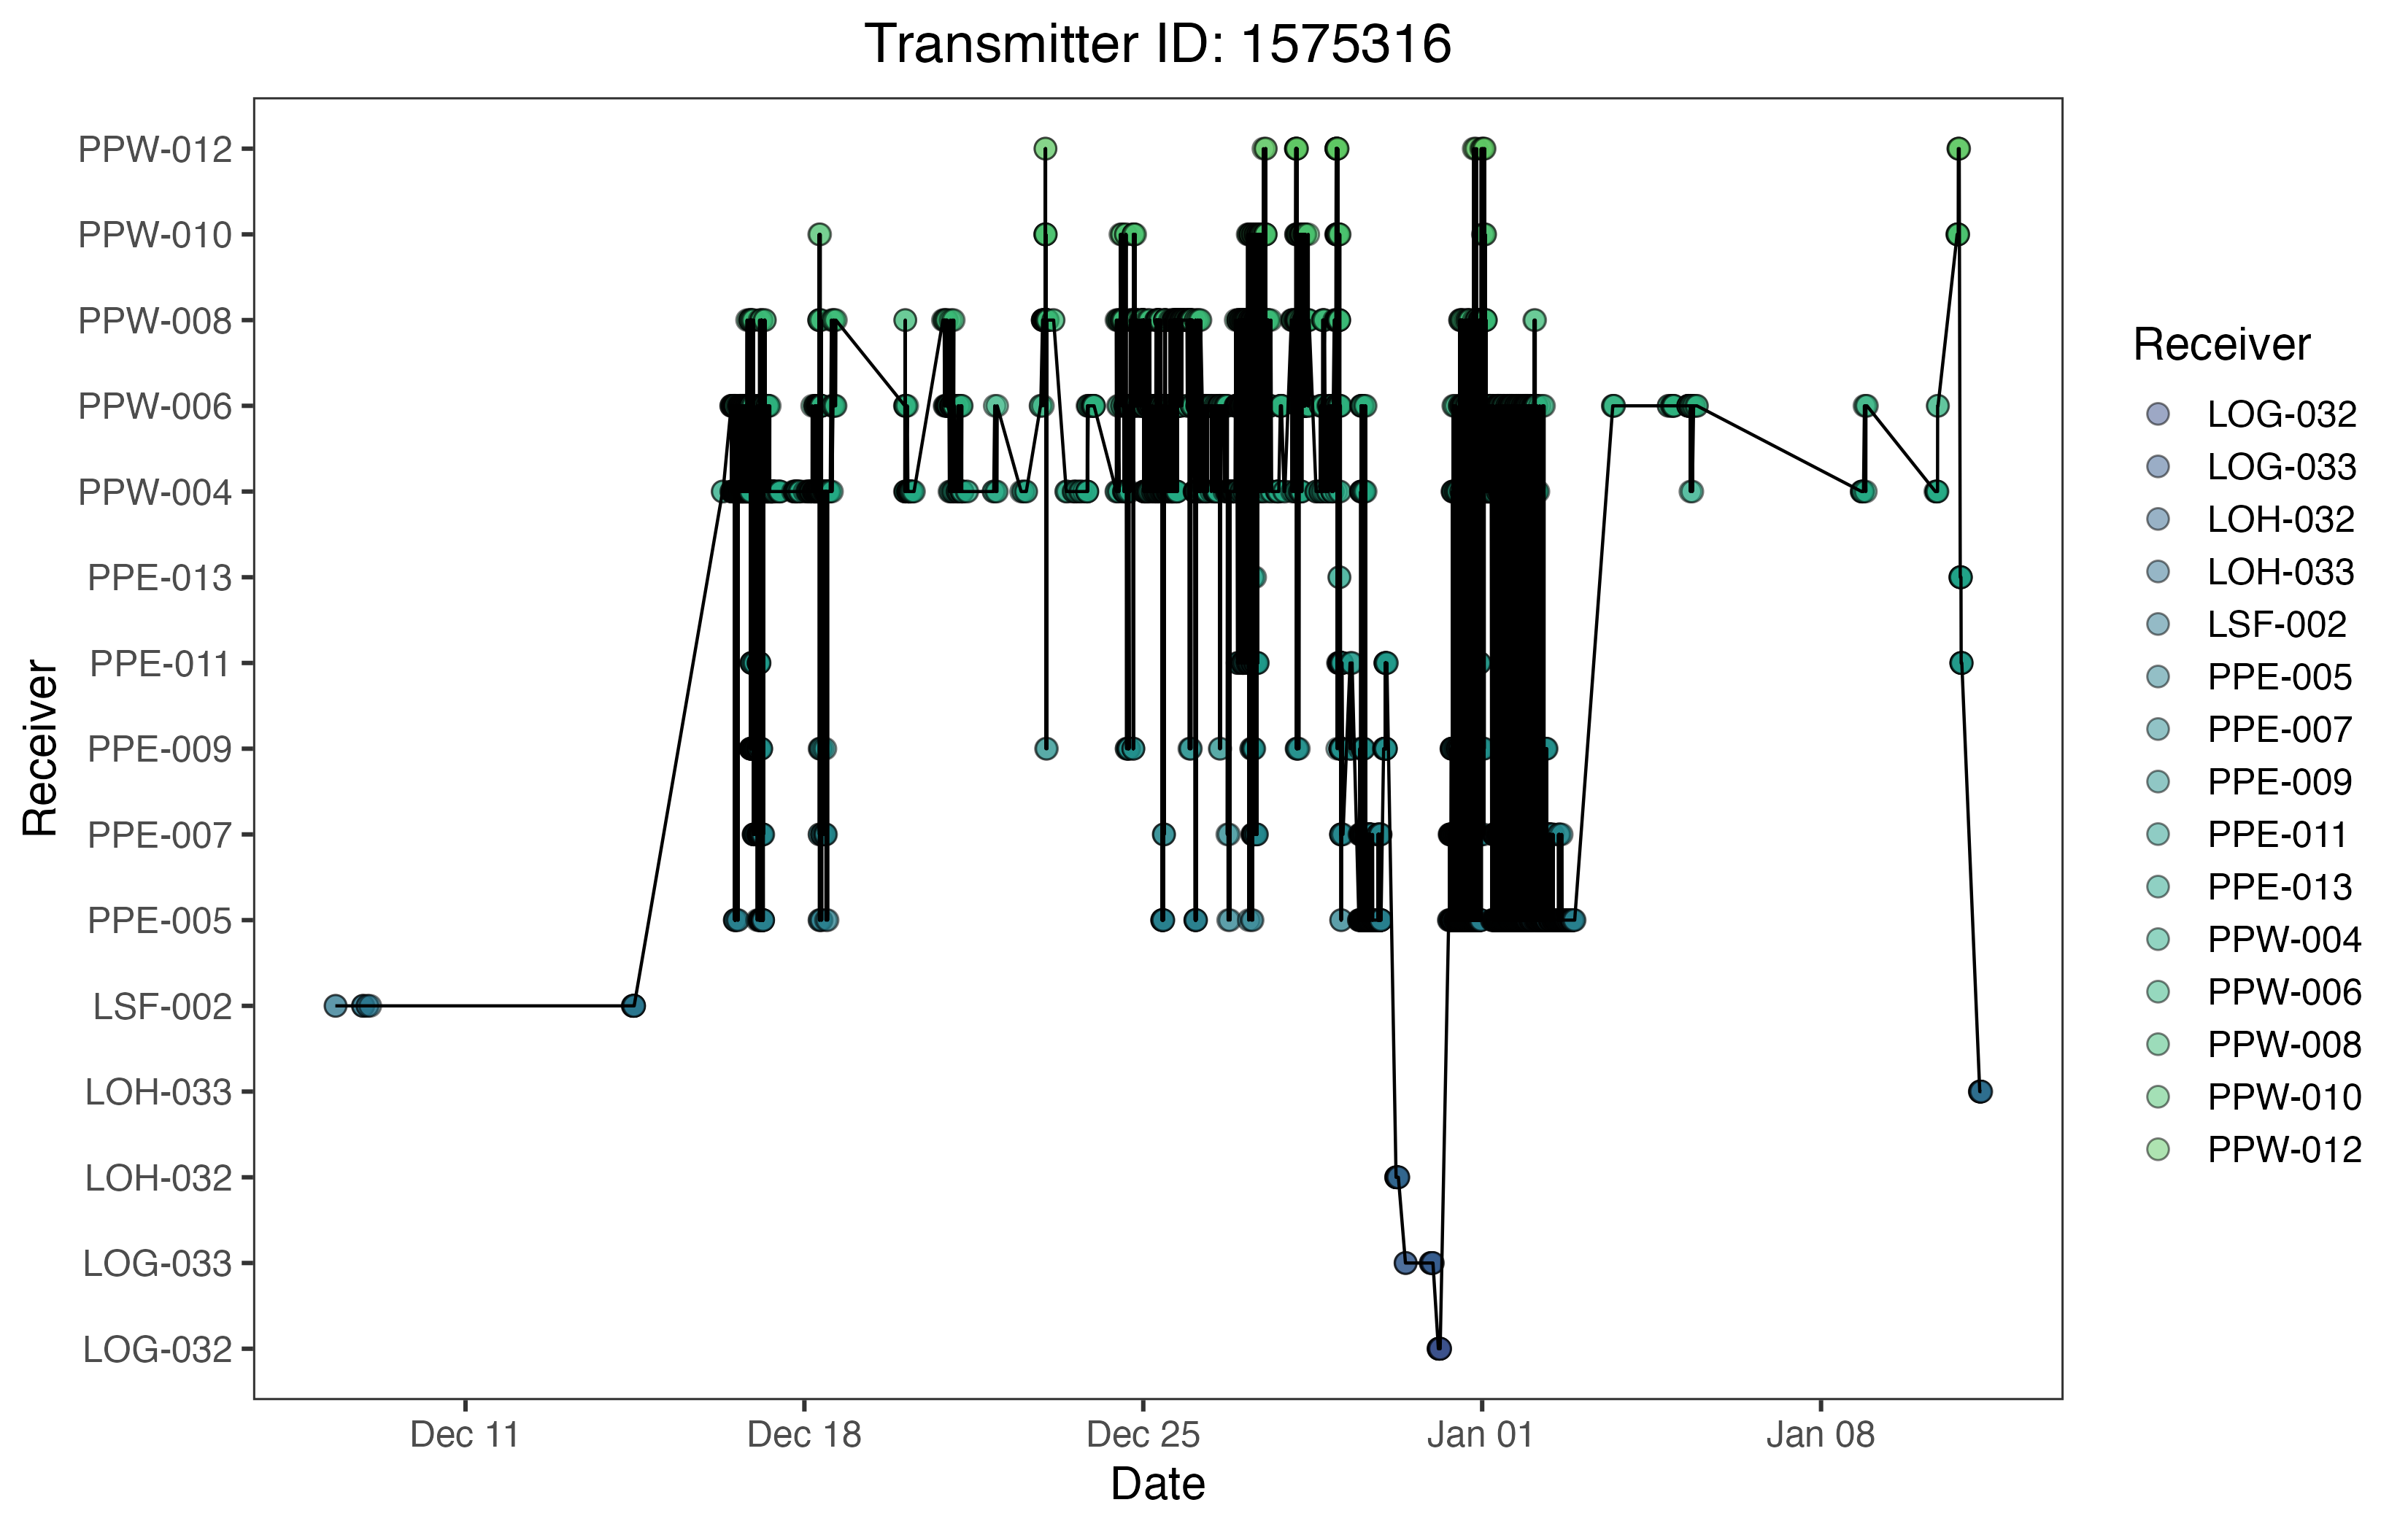 Transmitter ID: 1575316
PPW-012
PPW-010
PPW-008
PPW-006
PPW-004
PPE-013
PPE-011
PPE-009
PPE-007
PPE-005
LSF-002
LOH-033
LOH-032
LOG-033
LOG-032
Receiver
Dec 11
Dec 18
Dec 25
Jan 01
Jan 08
Date
Receiver
LOG-032
LOG-033
LOH-032
LOH-033
LSF-002
PPE-005
PPE-007
PPE-009
PPE-011
PPE-013
PPW-004
PPW-006
PPW-008
PPW-010
PPW-012